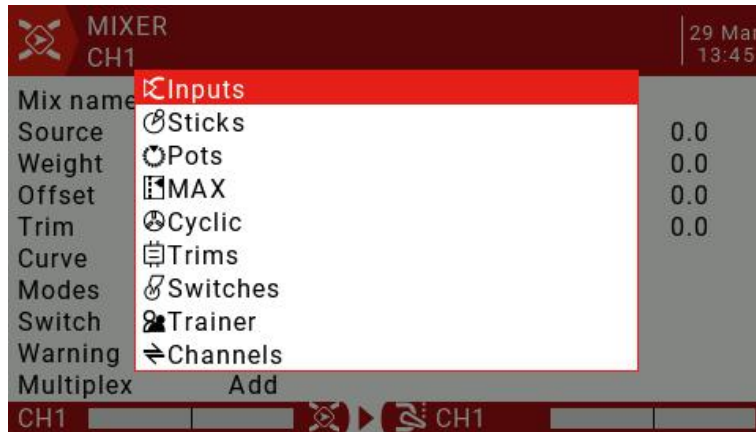 MIXER
CH1
29 Mar
13:45
Mix name
Inputs
Source
Sticks
0.0
Weight
Pots
0.0
Offset
MAX
0.0
Trim
Cyclic
0.0
Curve
Trims
Modes
Switches
Switch
Trainer
Warning
Channels
Multiplex Add
CH1 CH1